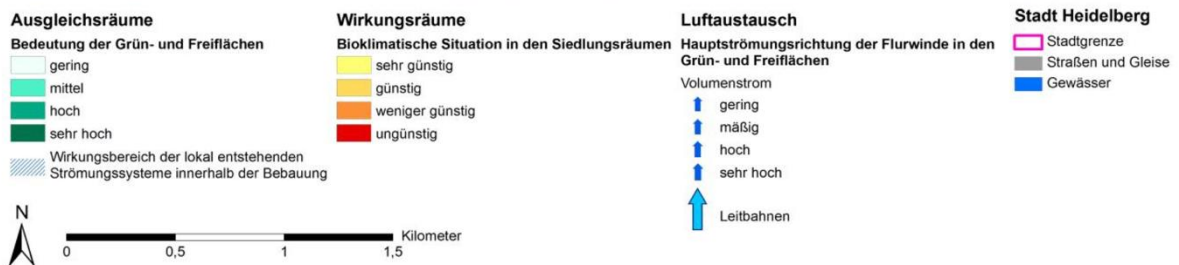 Ausgleichsräume
Bedeutung der Grün- und Freiflächen
gering
mittel
hoch
sehr hoch
Wirkungsbereich der lokal entstehenden
Strömungssysteme innerhalb der Bebauung
Wirkungsräume
Bioklimatische Situation in den Siedlungsräumen
sehr günstig
günstig
weniger günstig
ungünstig
Luftaustausch
Hauptströmungsrichtung der Flurwinde in den
Grün- und Freiflächen
Volumenstrom
gering
mäßig
hoch
sehr hoch
Leitbahnen
Stadt Heidelberg
Stadtgrenze
Straßen und Gleise
Gewässer
N
Kilometer
0 0,5 1 1,5